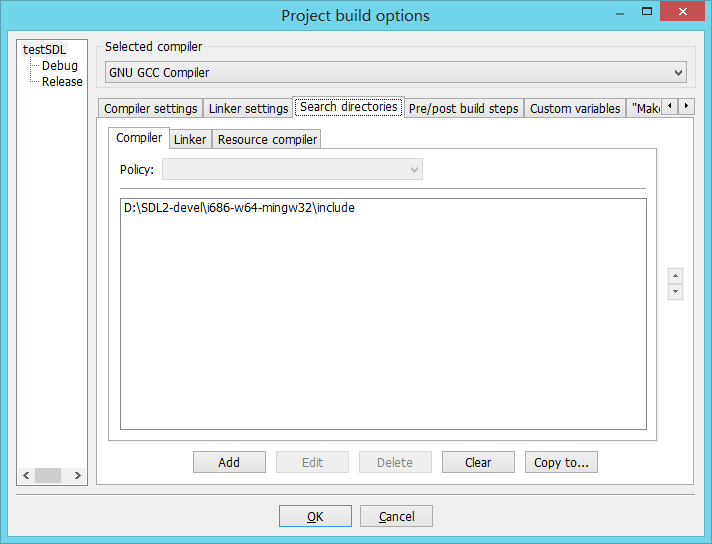 Project build options
testSDL
Debug
Release
Selected compiler
GNU GCC Compiler
Compiler settings Linker settings Search directories Pre/post build steps Custom variables "Make
Compiler Linker Resource compiler
Policy:
D:\SDL2-devel\i686-w64-mingw32\include
Add Edit Delete Clear Copy to...
OK Cancel